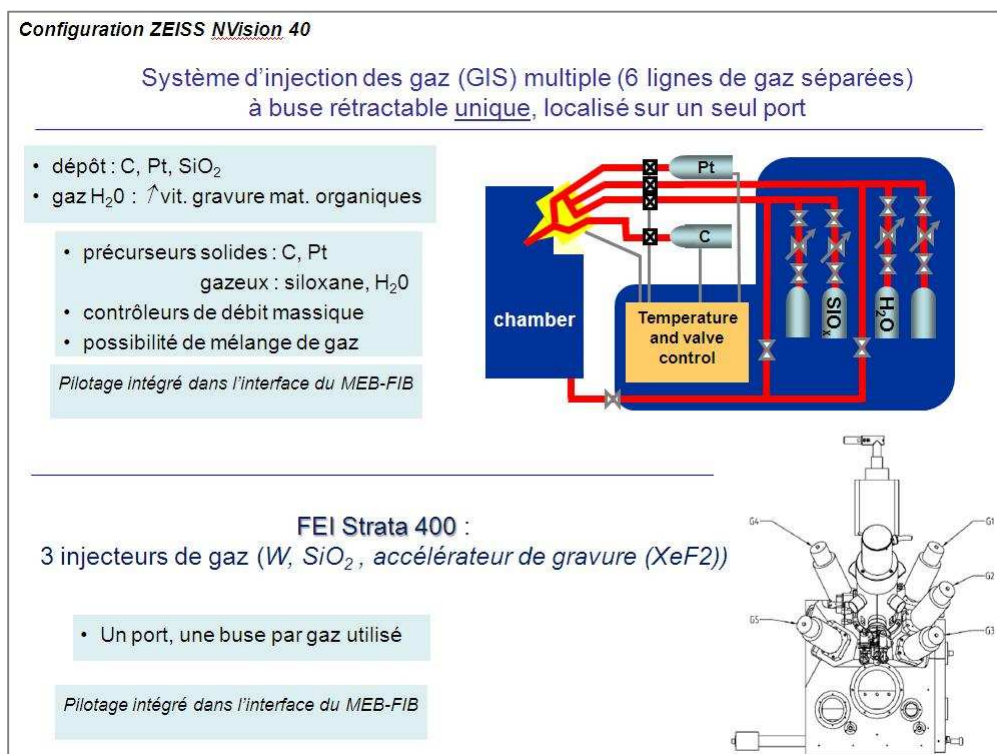 Configuration ZEISS NVision 40
Système d'injection des gaz (GIS) multiple (6 lignes de gaz séparées)
à buse rétractable unique, localisé sur un seul port
• dépôt : C, Pt, SiO₂
• gaz H₂0 : ↑ vit. gravure mat. organiques
• précurseurs solides : C, Pt
gazeux : siloxane, H₂0
• contrôleurs de débit massique
• possibilité de mélange de gaz
Pilotage intégré dans l'interface du MEB-FIB
Pt
C
chamber
Temperature
and valve
control
SIOₓ
H₂O
FEI Strata 400 :
3 injecteurs de gaz (W, SiO₂ , accélérateur de gravure (XeF2))
• Un port, une buse par gaz utilisé
Pilotage intégré dans l'interface du MEB-FIB
G4
G1
G2
G5
G3